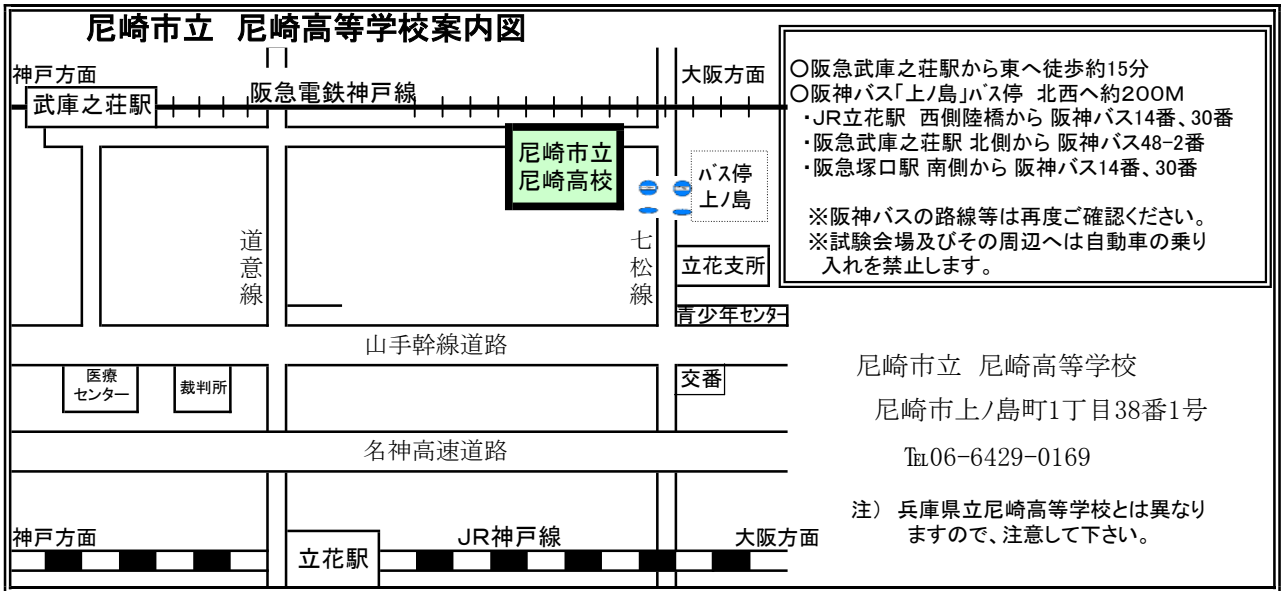 尼崎市立 尼崎高等学校案内図
神戸方面
武庫之荘駅
阪急電鉄神戸線
大阪方面
尼崎市立
尼崎高校
バス停
上ノ島
道意線
七松線
立花支所
青少年センター
山手幹線道路
医療
センター
裁判所
交番
名神高速道路
神戸方面
立花駅
JR神戸線
大阪方面
○阪急武庫之荘駅から東へ徒歩約15分
○阪神バス「上ノ島」バス停 北西へ約200M
・JR立花駅 西側陸橋から 阪神バス14番、30番
・阪急武庫之荘駅 北側から 阪神バス48-2番
・阪急塚口駅 南側から 阪神バス14番、30番
※阪神バスの路線等は再度ご確認ください。
※試験会場及びその周辺へは自動車の乗り
入れを禁止します。
尼崎市立 尼崎高等学校
尼崎市上ノ島町1丁目38番1号
℡06-6429-0169
注） 兵庫県立尼崎高等学校とは異なり
ますので、注意して下さい。